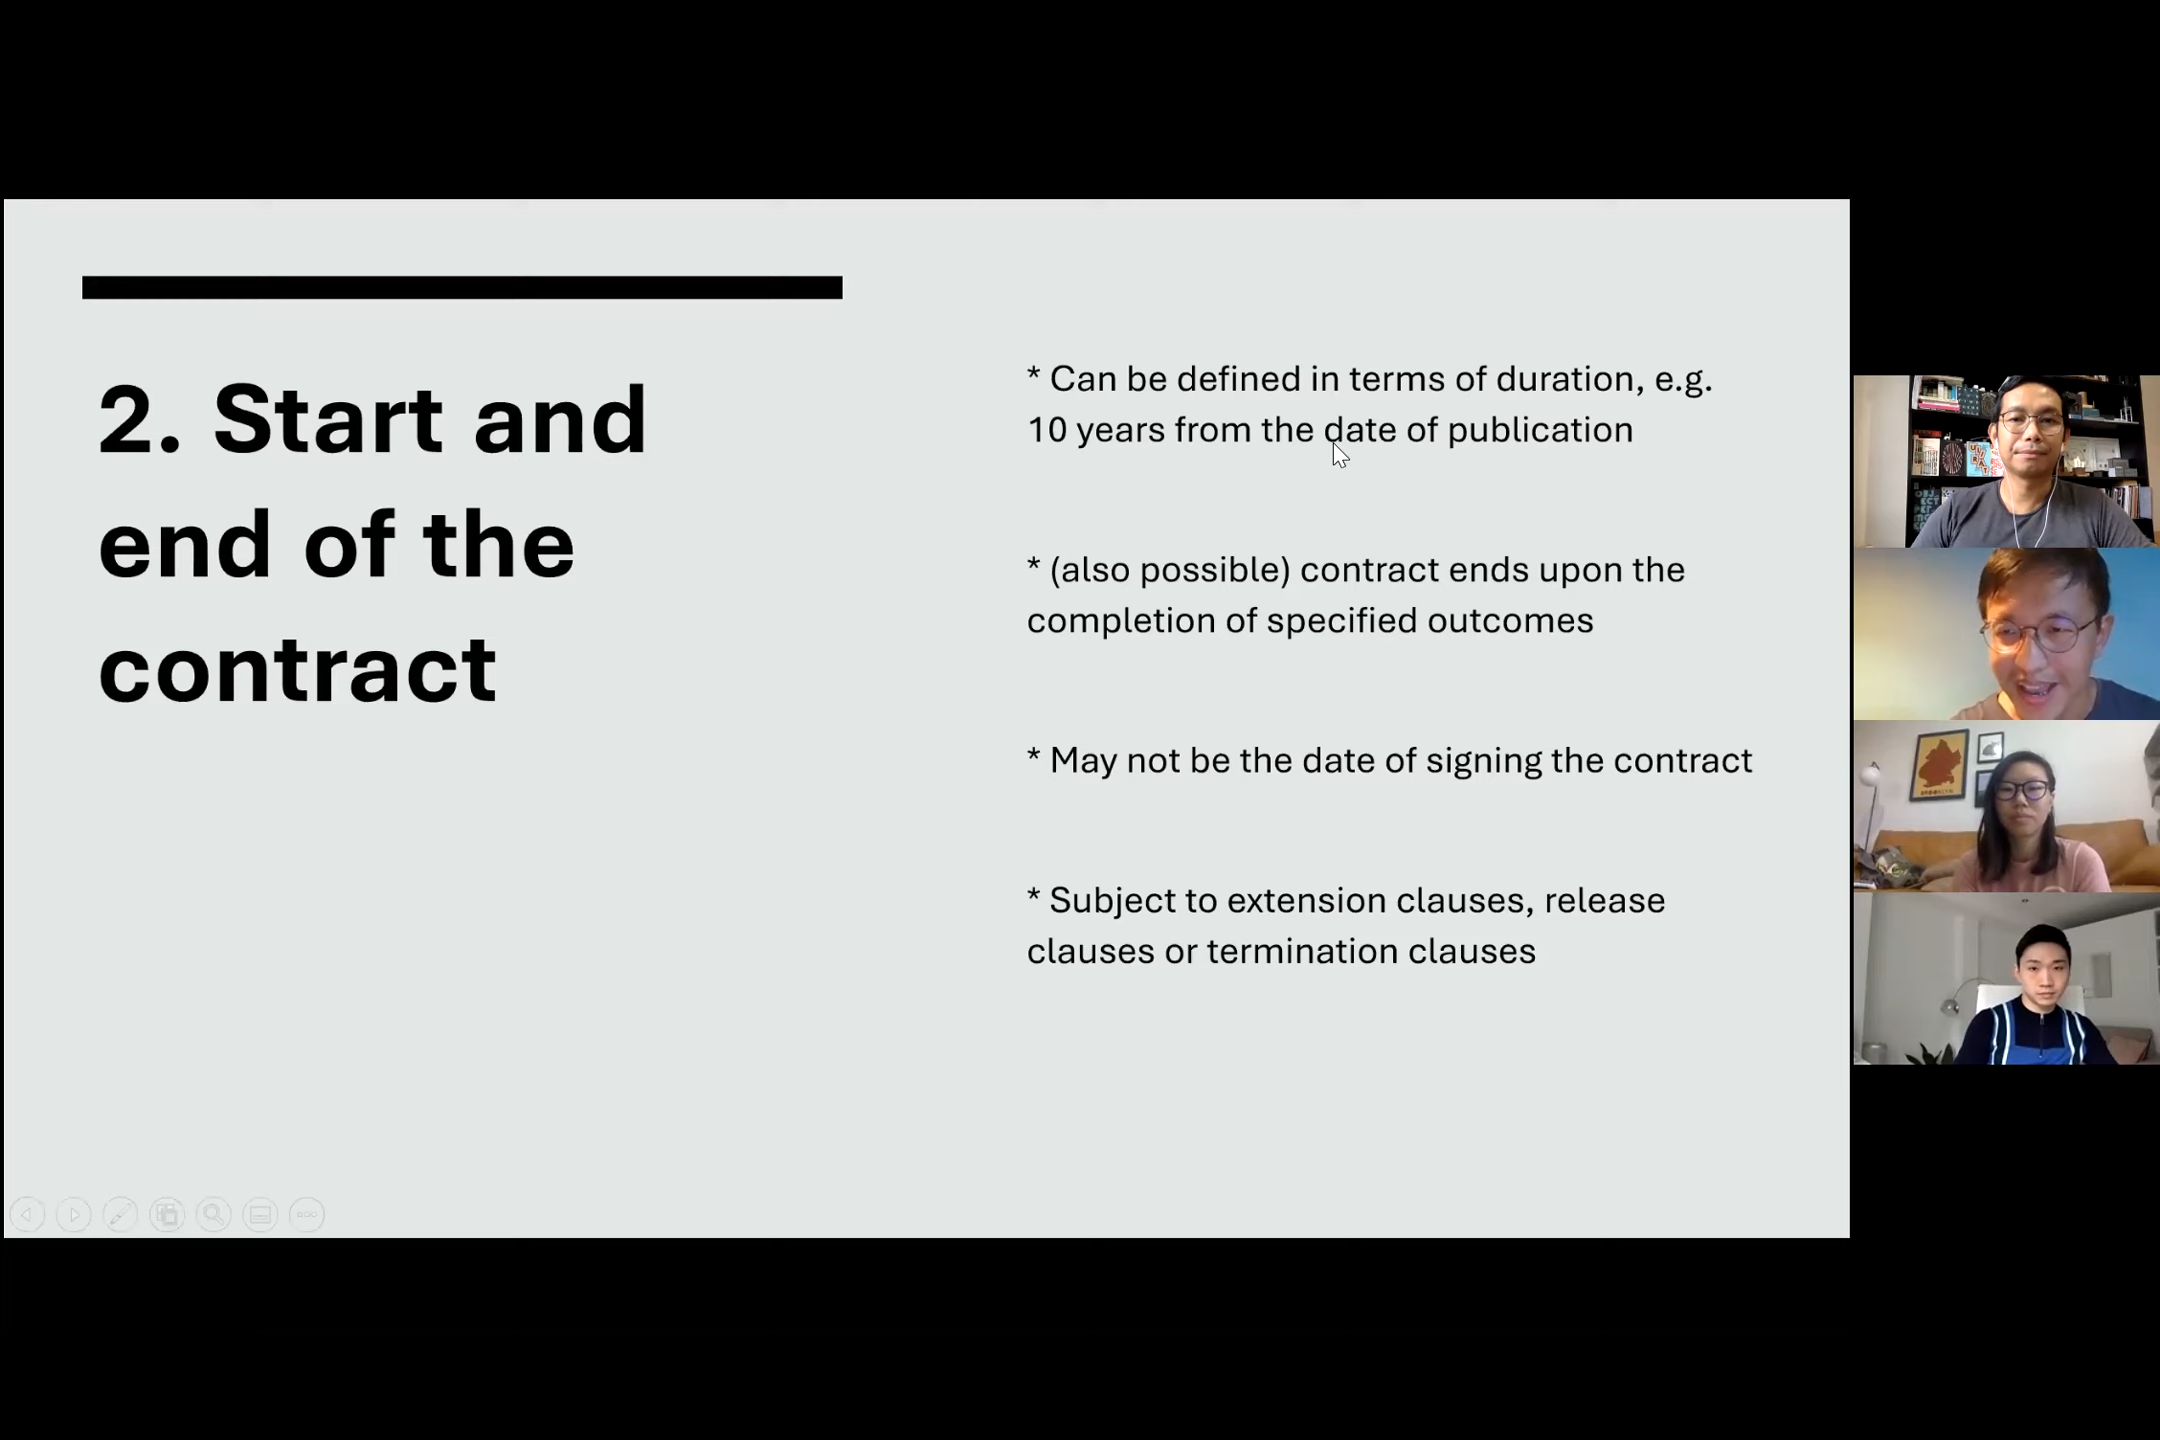 2. Start and
end of the
contract
* Can be defined in terms of duration, e.g.
10 years from the date of publication
* (also possible) contract ends upon the
completion of specified outcomes
* May not be the date of signing the contract
* Subject to extension clauses, release
clauses or termination clauses